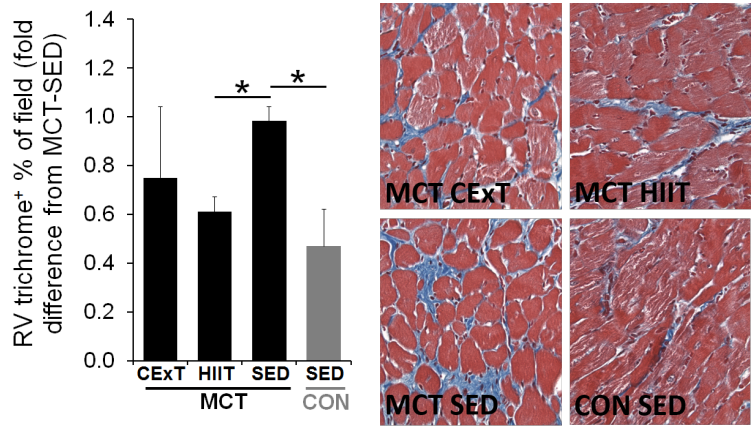 RV trichrome⁺ % of field (fold
difference from MCT-SED)
1.4
1.2
1.0
0.8
0.6
0.4
0.2
0.0
*
*
CExT HIIT SED SED
MCT CON
MCT CExT
MCT HIIT
MCT SED
CON SED